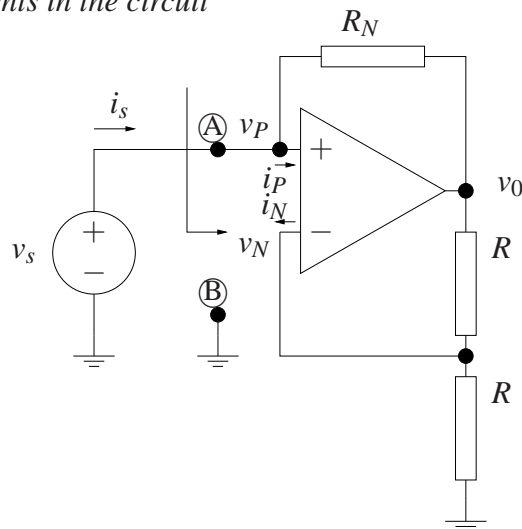 nts in the circuit
R_N
i_s
A
v_P
+
i_P
v_0
i_N
+
−
v_N
−
v_s
R
B
R